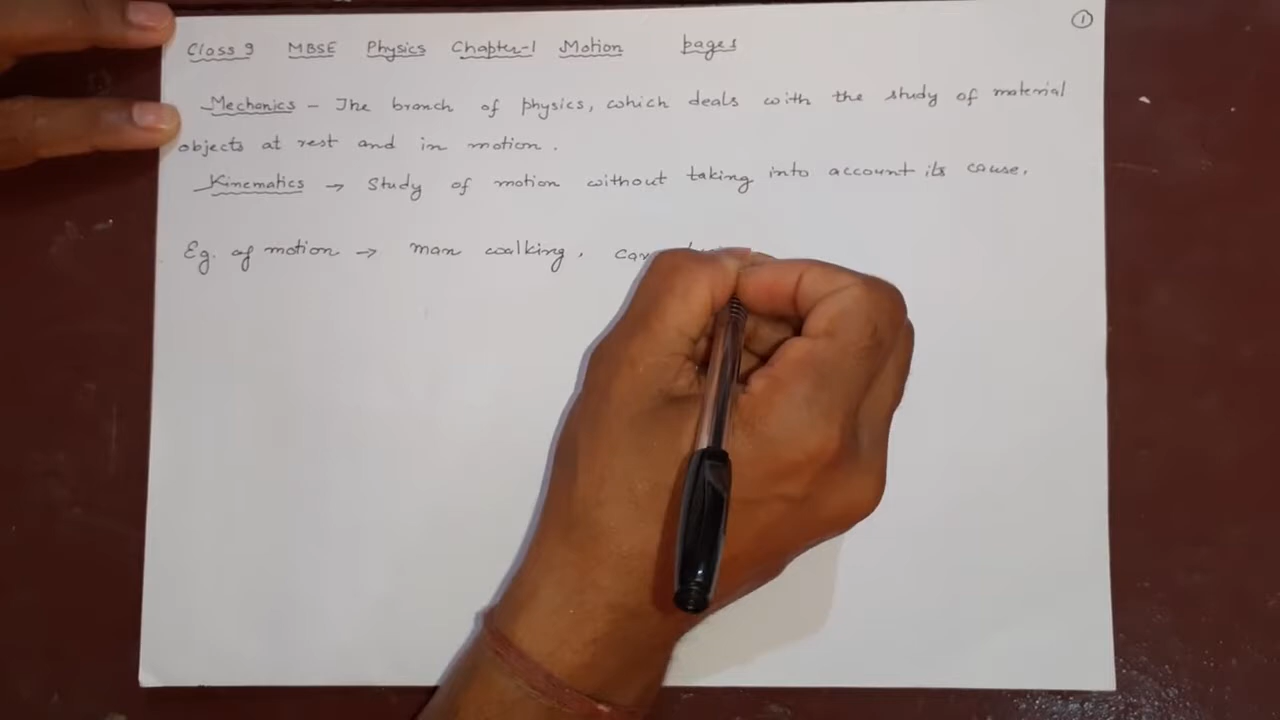 1
Class 9 MBSE Physics Chapter-1 Motion pages
Mechanics - The branch of physics, which deals with the study of material
objects at rest and in motion.
Kinematics → Study of motion without taking into account its cause.
Eg. of motion → man walking, car